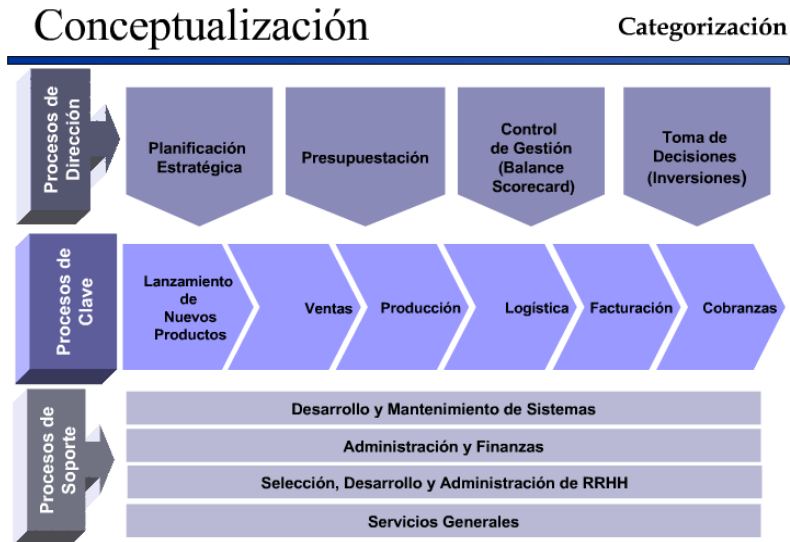 Conceptualización
Categorización
Procesos de
Dirección
Planificación
Estratégica
Presupuestación
Control
de Gestión
(Balance
Scorecard)
Toma de
Decisiones
(Inversiones)
Procesos de
Clave
Lanzamiento
de
Nuevos
Productos
Ventas
Producción
Logística
Facturación
Cobranzas
Procesos de
Soporte
Desarrollo y Mantenimiento de Sistemas
Administración y Finanzas
Selección, Desarrollo y Administración de RRHH
Servicios Generales